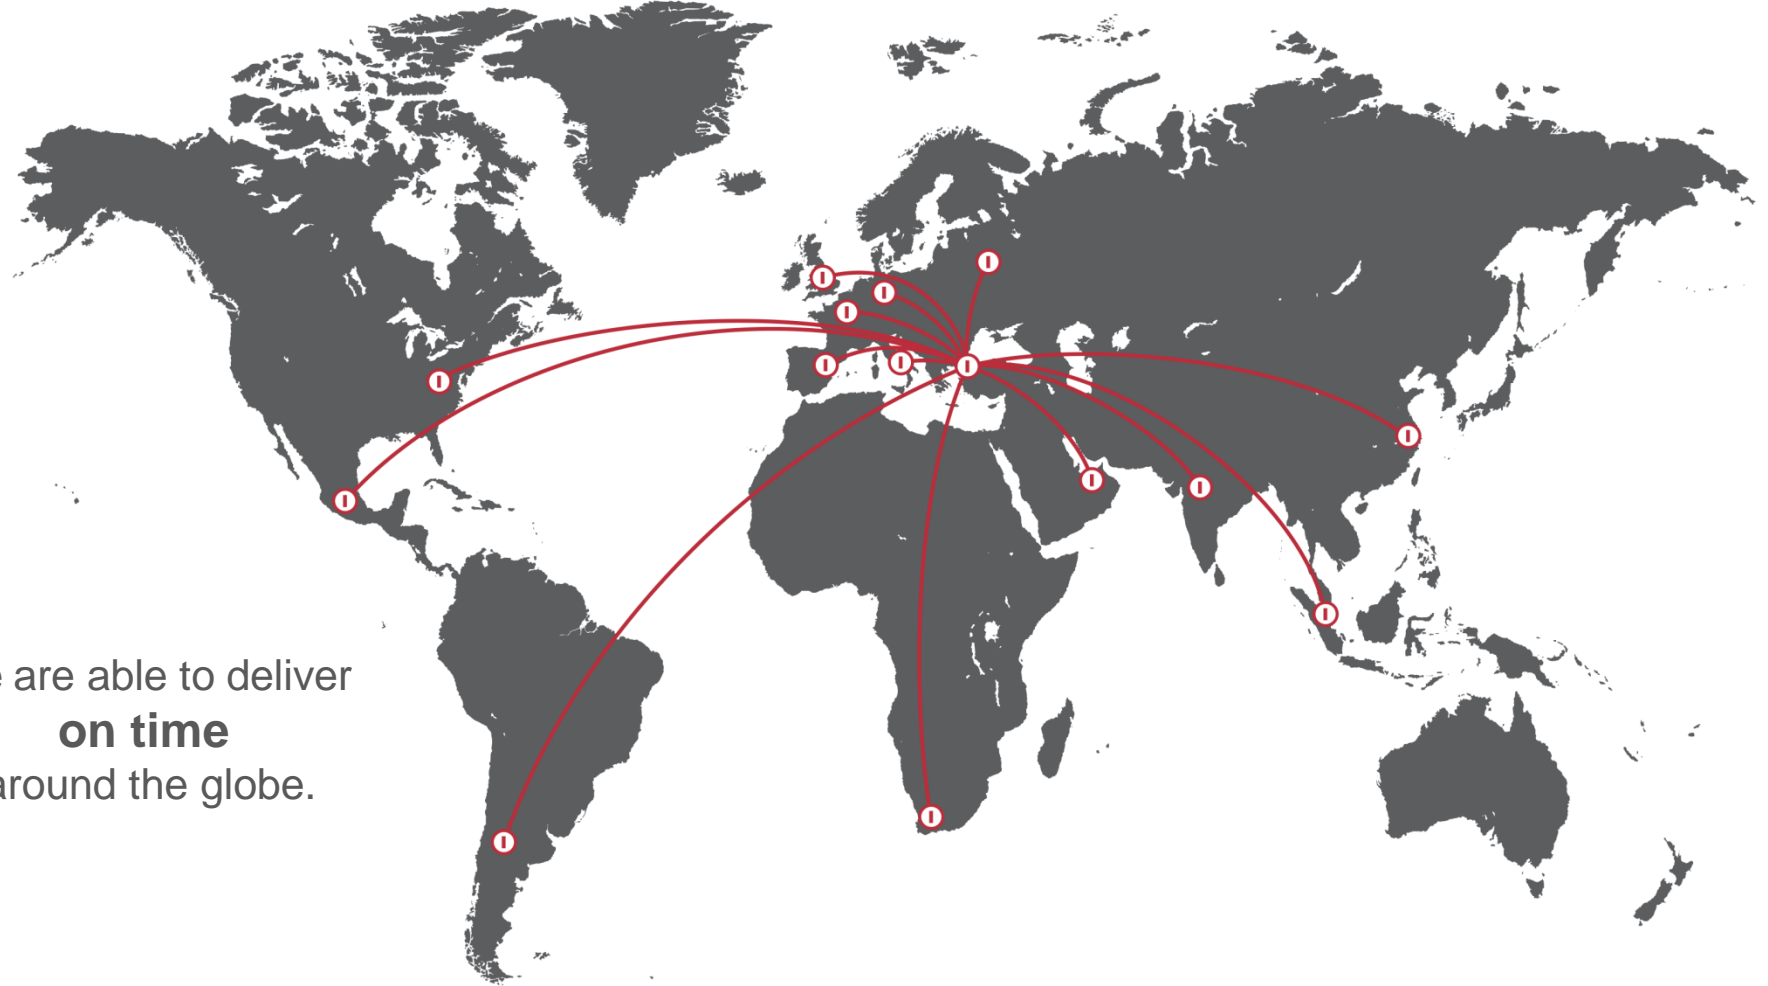 are able to deliver
on time
around the globe.